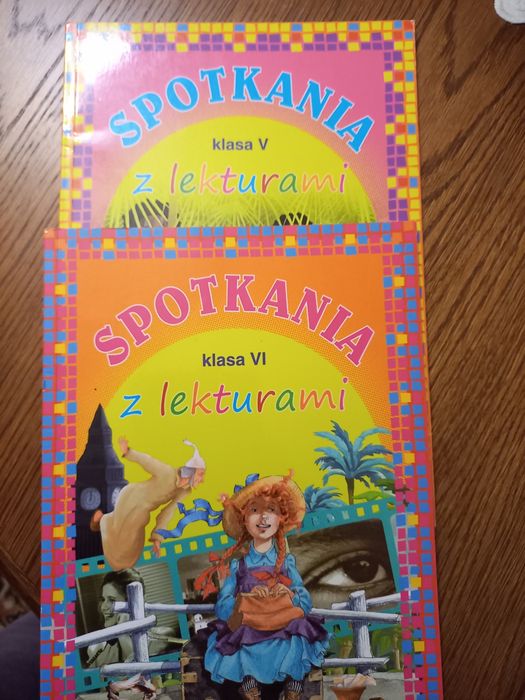 SPOTKANIA
klasa V
z lekturami
SPOTKANIA
klasa VI
z lekturami